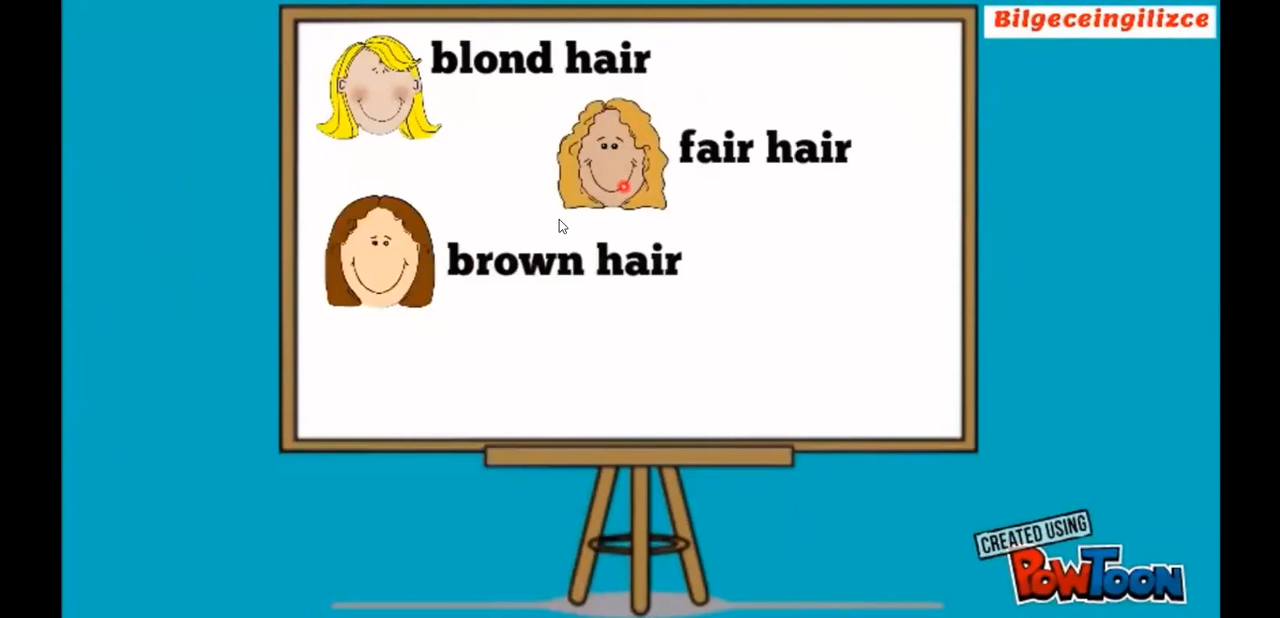 Bilgeceingilizce
blond hair
fair hair
brown hair
CREATED USING
POWTOON